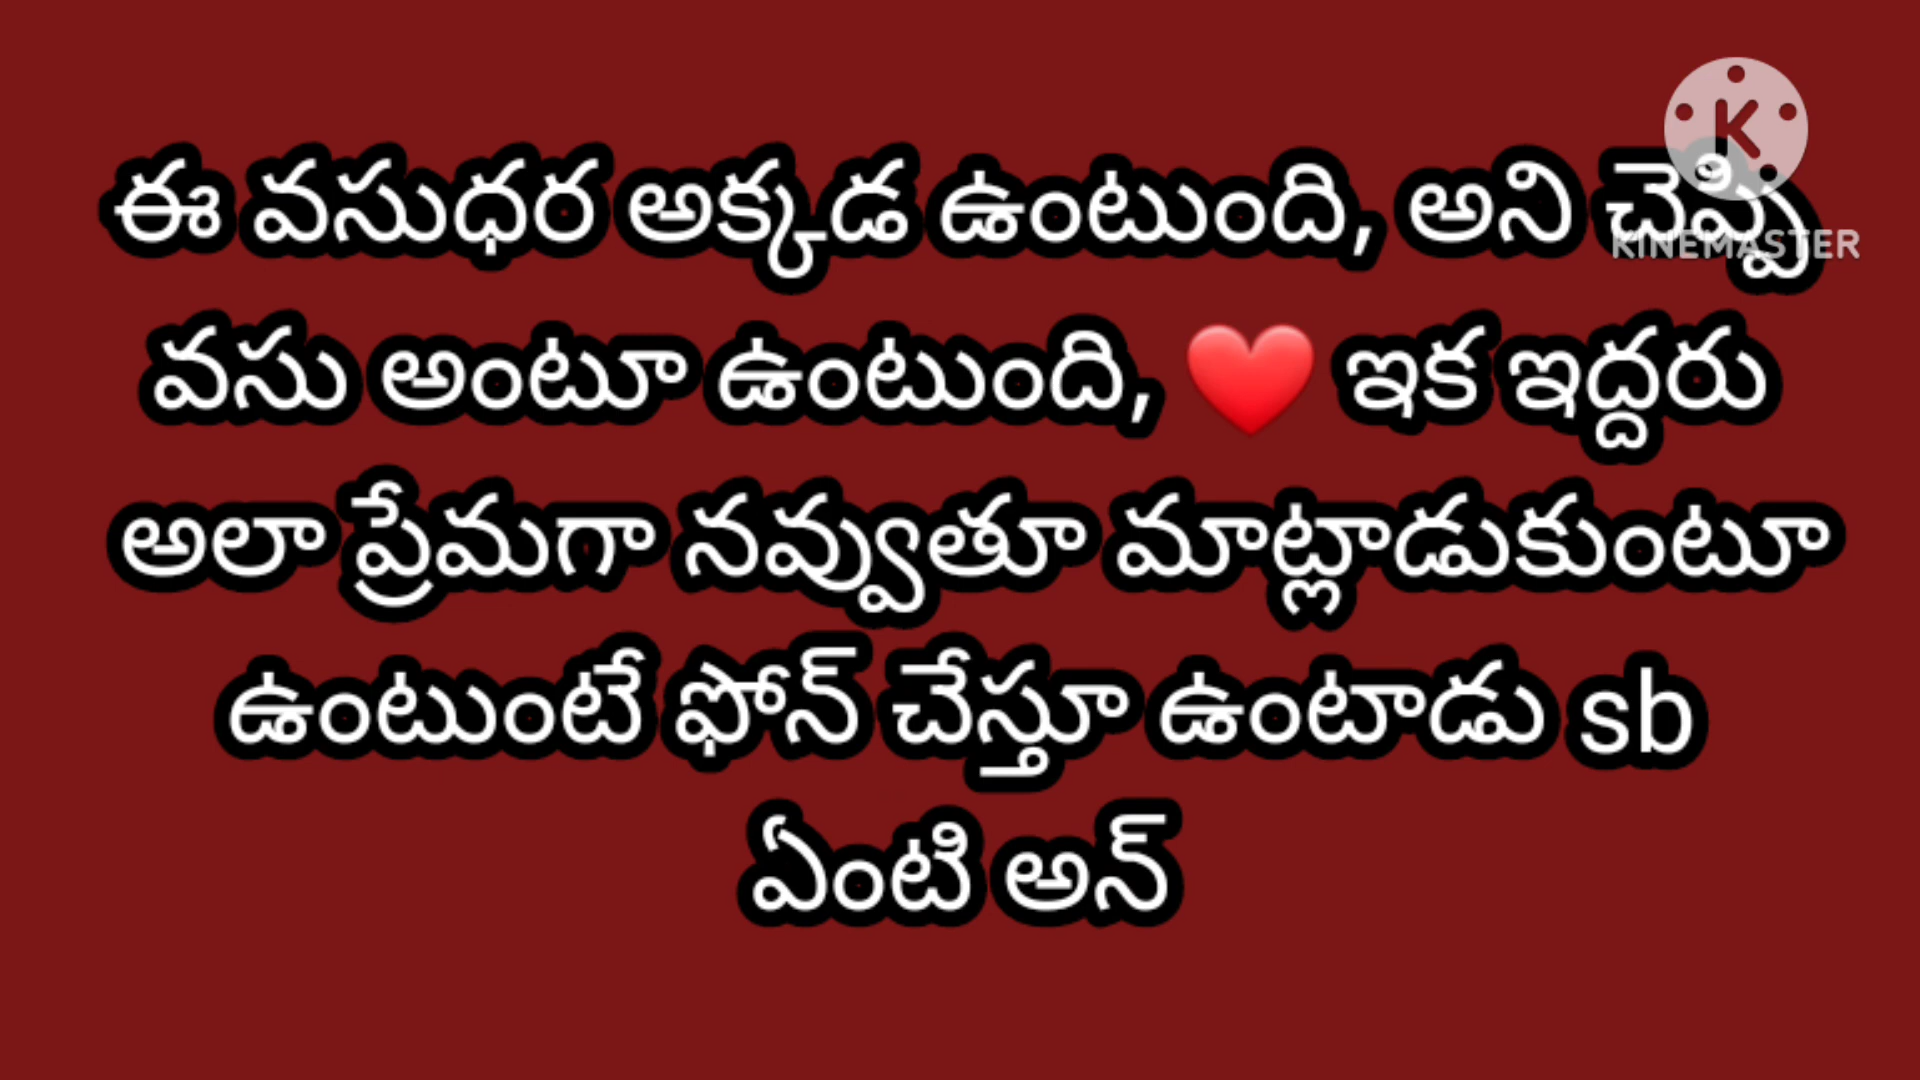 ఈ వసుధర అక్కడ ఉంటుంది, అని చెప్పి
వసు అంటూ ఉంటుంది, ❤️ ఇక ఇద్దరు
అలా ప్రేమగా నవ్వుతూ మాట్లాడుకుంటూ
ఉంటుంటే ఫోన్ చేస్తూ ఉంటాడు sb
ఏంటి అన్
K
KINEMASTER